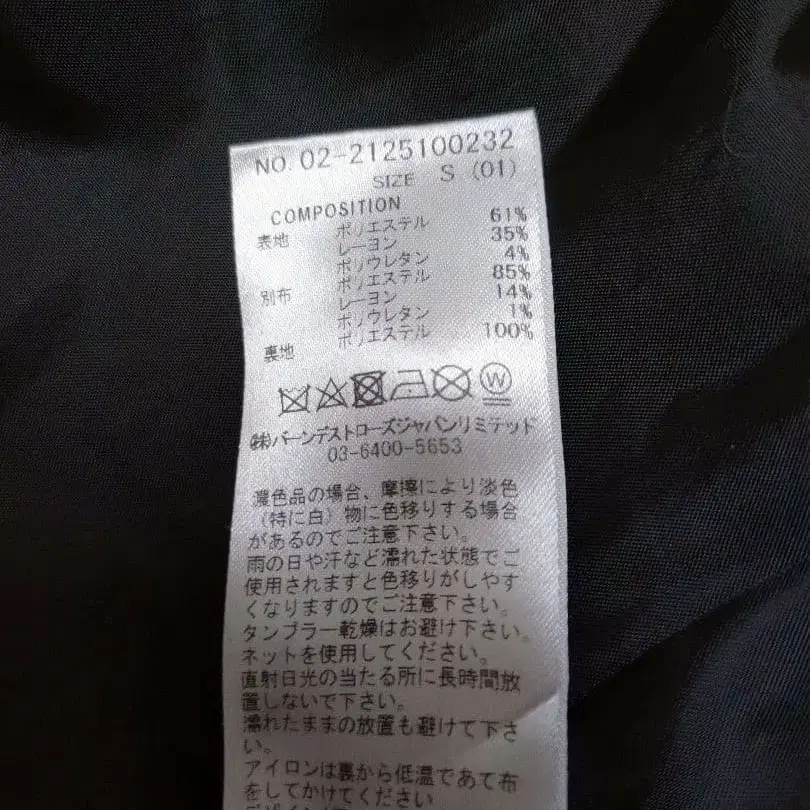 NO. 02-2125100232
SIZE S (01)
COMPOSITION
表地 ポリエステル 61%
レーヨン 35%
ポリウレタン 4%
別布 ポリエステル 85%
レーヨン 14%
ポリウレタン 1%
裏地 ポリエステル 100%
W
㈱バーンデストローズジャパンリミテッド
03-6400-5653
濃色品の場合、摩擦により淡色
（特に白）物に色移りする場合
があるのでご注意下さい。
雨の日や汗など濡れた状態でご
使用されますと色移りがしやす
くなりますのでご注意下さい。
タンブラー乾燥はお避け下さい。
ネットを使用してください。
直射日光の当たる所に長時間放
置しないで下さい。
濡れたままの放置も避けて下さ
い。
アイロンは裏から低温であて布
をしてかけてください